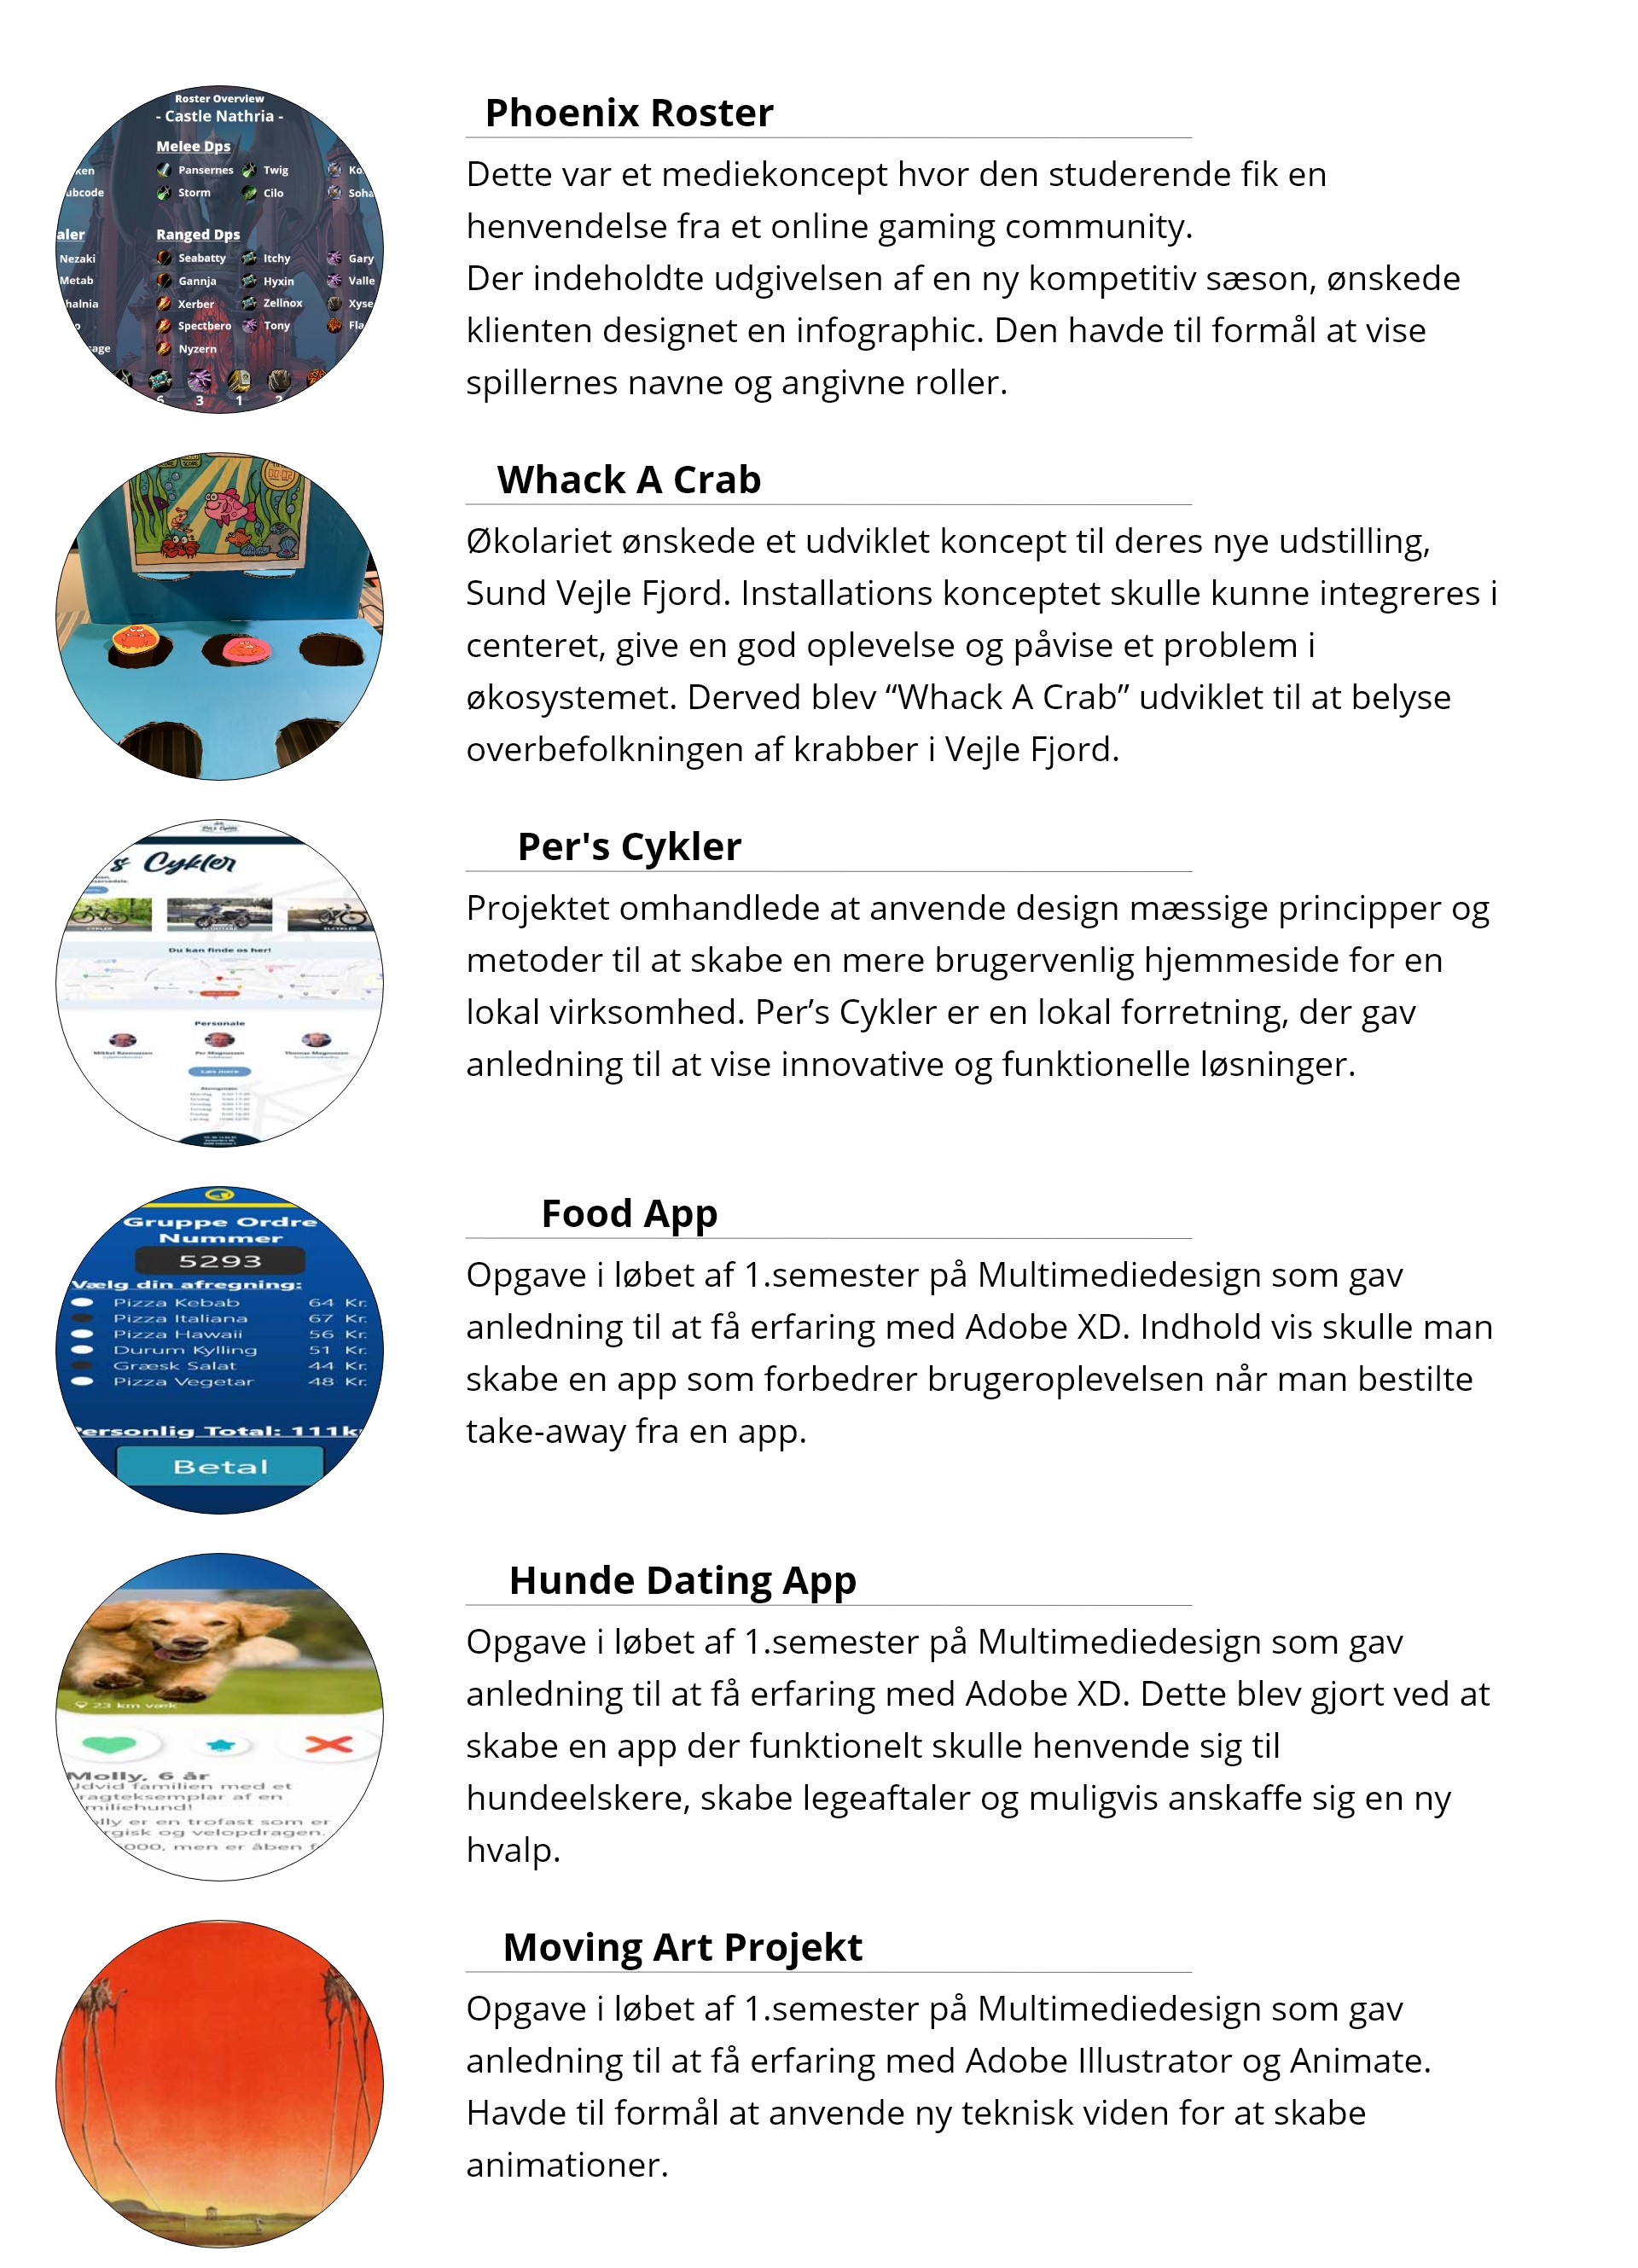 Roster Overview
- Castle Nathria -
Melee Dps
Pansernes Twig
Storm Cilo
ubcode
Ranged Dps
Nezaki Seabatty Itchy Gary
Metab Gannja Hyxin Valle
Xerber Zellnox Xyse
Spectbero Tony
Nyzern
6 3 1 2
Phoenix Roster
Dette var et mediekoncept hvor den studerende fik en
henvendelse fra et online gaming community.
Der indeholdte udgivelsen af en ny kompetitiv sæson, ønskede
klienten designet en infographic. Den havde til formål at vise
spillernes navne og angivne roller.
Whack A Crab
Økolariet ønskede et udviklet koncept til deres nye udstilling,
Sund Vejle Fjord. Installations konceptet skulle kunne integreres i
centeret, give en god oplevelse og påvise et problem i
økosystemet. Derved blev “Whack A Crab” udviklet til at belyse
overbefolkningen af krabber i Vejle Fjord.
s Cykler
Du kan finde os her!
Personale
Mikkel Rasmussen Per Magnussen Thomas Magnussen
Læs mere
Per's Cykler
Projektet omhandlede at anvende design mæssige principper og
metoder til at skabe en mere brugervenlig hjemmeside for en
lokal virksomhed. Per’s Cykler er en lokal forretning, der gav
anledning til at vise innovative og funktionelle løsninger.
Gruppe Ordre
Nummer
5293
Vælg din afregning:
Pizza Kebab 64 Kr.
Pizza Italiana 67 Kr.
Pizza Hawaii 56 Kr.
Durum Kylling 51 Kr.
Græsk Salat 44 Kr.
Pizza Vegetar 48 Kr.
Personlig Total: 111k
Betal
Food App
Opgave i løbet af 1.semester på Multimediedesign som gav
anledning til at få erfaring med Adobe XD. Indhold vis skulle man
skabe en app som forbedrer brugeroplevelsen når man bestilte
take-away fra en app.
23 km væk
Molly, 6 år
Udvid familien med et
ragteksemplar af en
miliehund!
lly er en trofast som er
rgisk og velopdragen.
000, men er åben f
Hunde Dating App
Opgave i løbet af 1.semester på Multimediedesign som gav
anledning til at få erfaring med Adobe XD. Dette blev gjort ved at
skabe en app der funktionelt skulle henvende sig til
hundeelskere, skabe legeaftaler og muligvis anskaffe sig en ny
hvalp.
Moving Art Projekt
Opgave i løbet af 1.semester på Multimediedesign som gav
anledning til at få erfaring med Adobe Illustrator og Animate.
Havde til formål at anvende ny teknisk viden for at skabe
animationer.